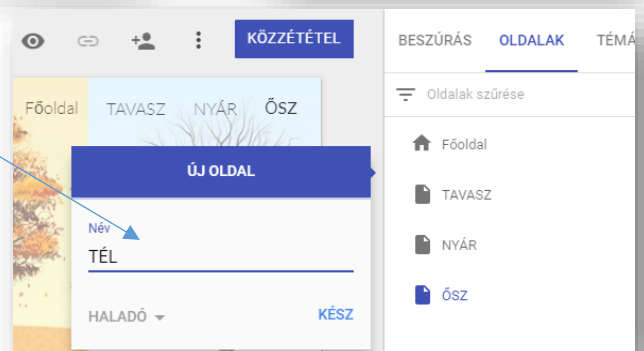 KÖZZÉTÉTEL
BESZÚRÁS OLDALAK TÉMÁ
Oldalak szűrése
Főoldal TAVASZ NYÁR ŐSZ
ÚJ OLDAL
Név
TÉL
HALADÓ KÉSZ
Főoldal
TAVASZ
NYÁR
ŐSZ